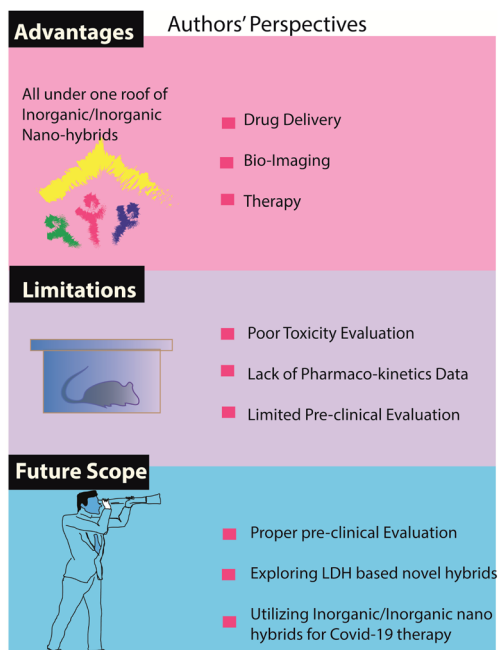 Authors' Perspectives
Advantages
All under one roof of
Inorganic/Inorganic
Nano-hybrids
Drug Delivery
Bio-Imaging
Therapy
Limitations
Poor Toxicity Evaluation
Lack of Pharmaco-kinetics Data
Limited Pre-clinical Evaluation
Future Scope
Proper pre-clinical Evaluation
Exploring LDH based novel hybrids
Utilizing Inorganic/Inorganic nano
hybrids for Covid-19 therapy